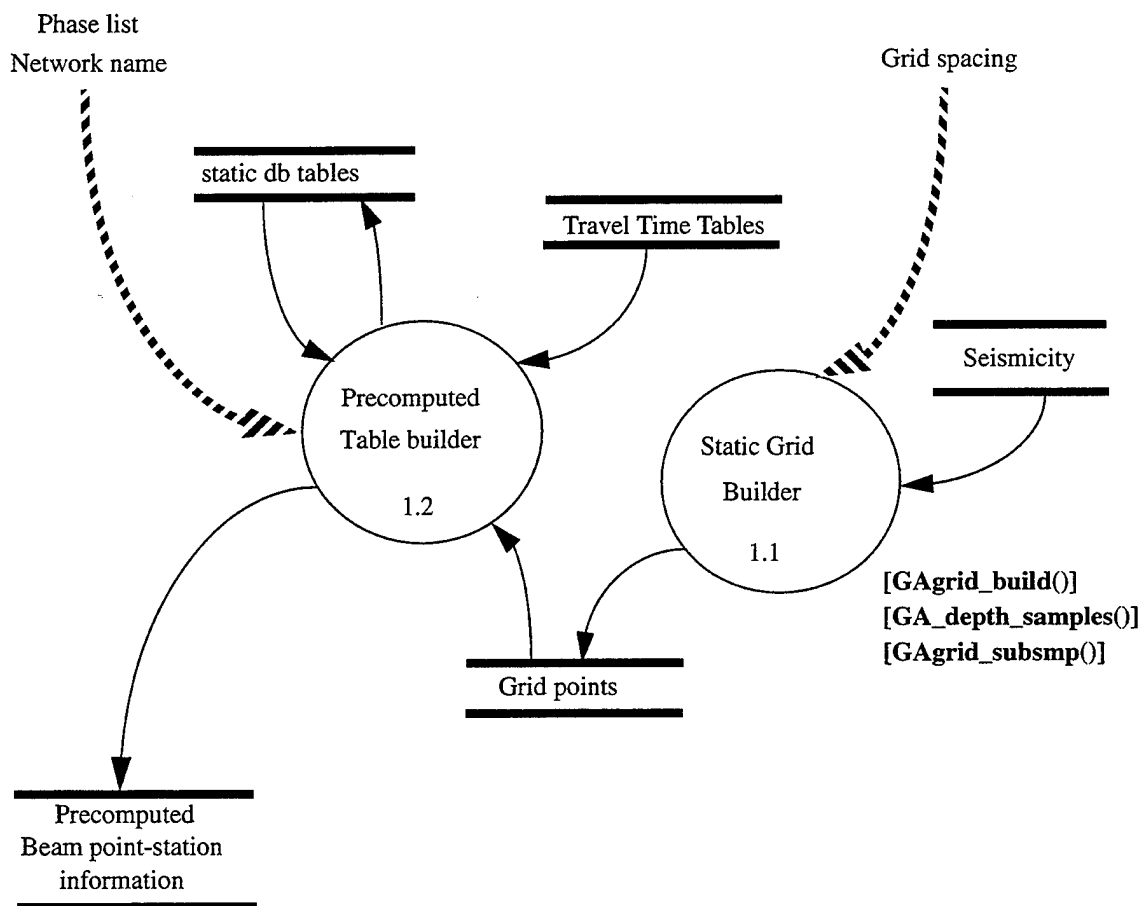 Phase list
Network name
Grid spacing
static db tables
Travel Time Tables
Seismicity
Precomputed
Table builder
1.2
Static Grid
Builder
1.1
[GAgrid_build()]
[GA_depth_samples()]
[GAgrid_subsmp()]
Grid points
Precomputed
Beam point-station
information